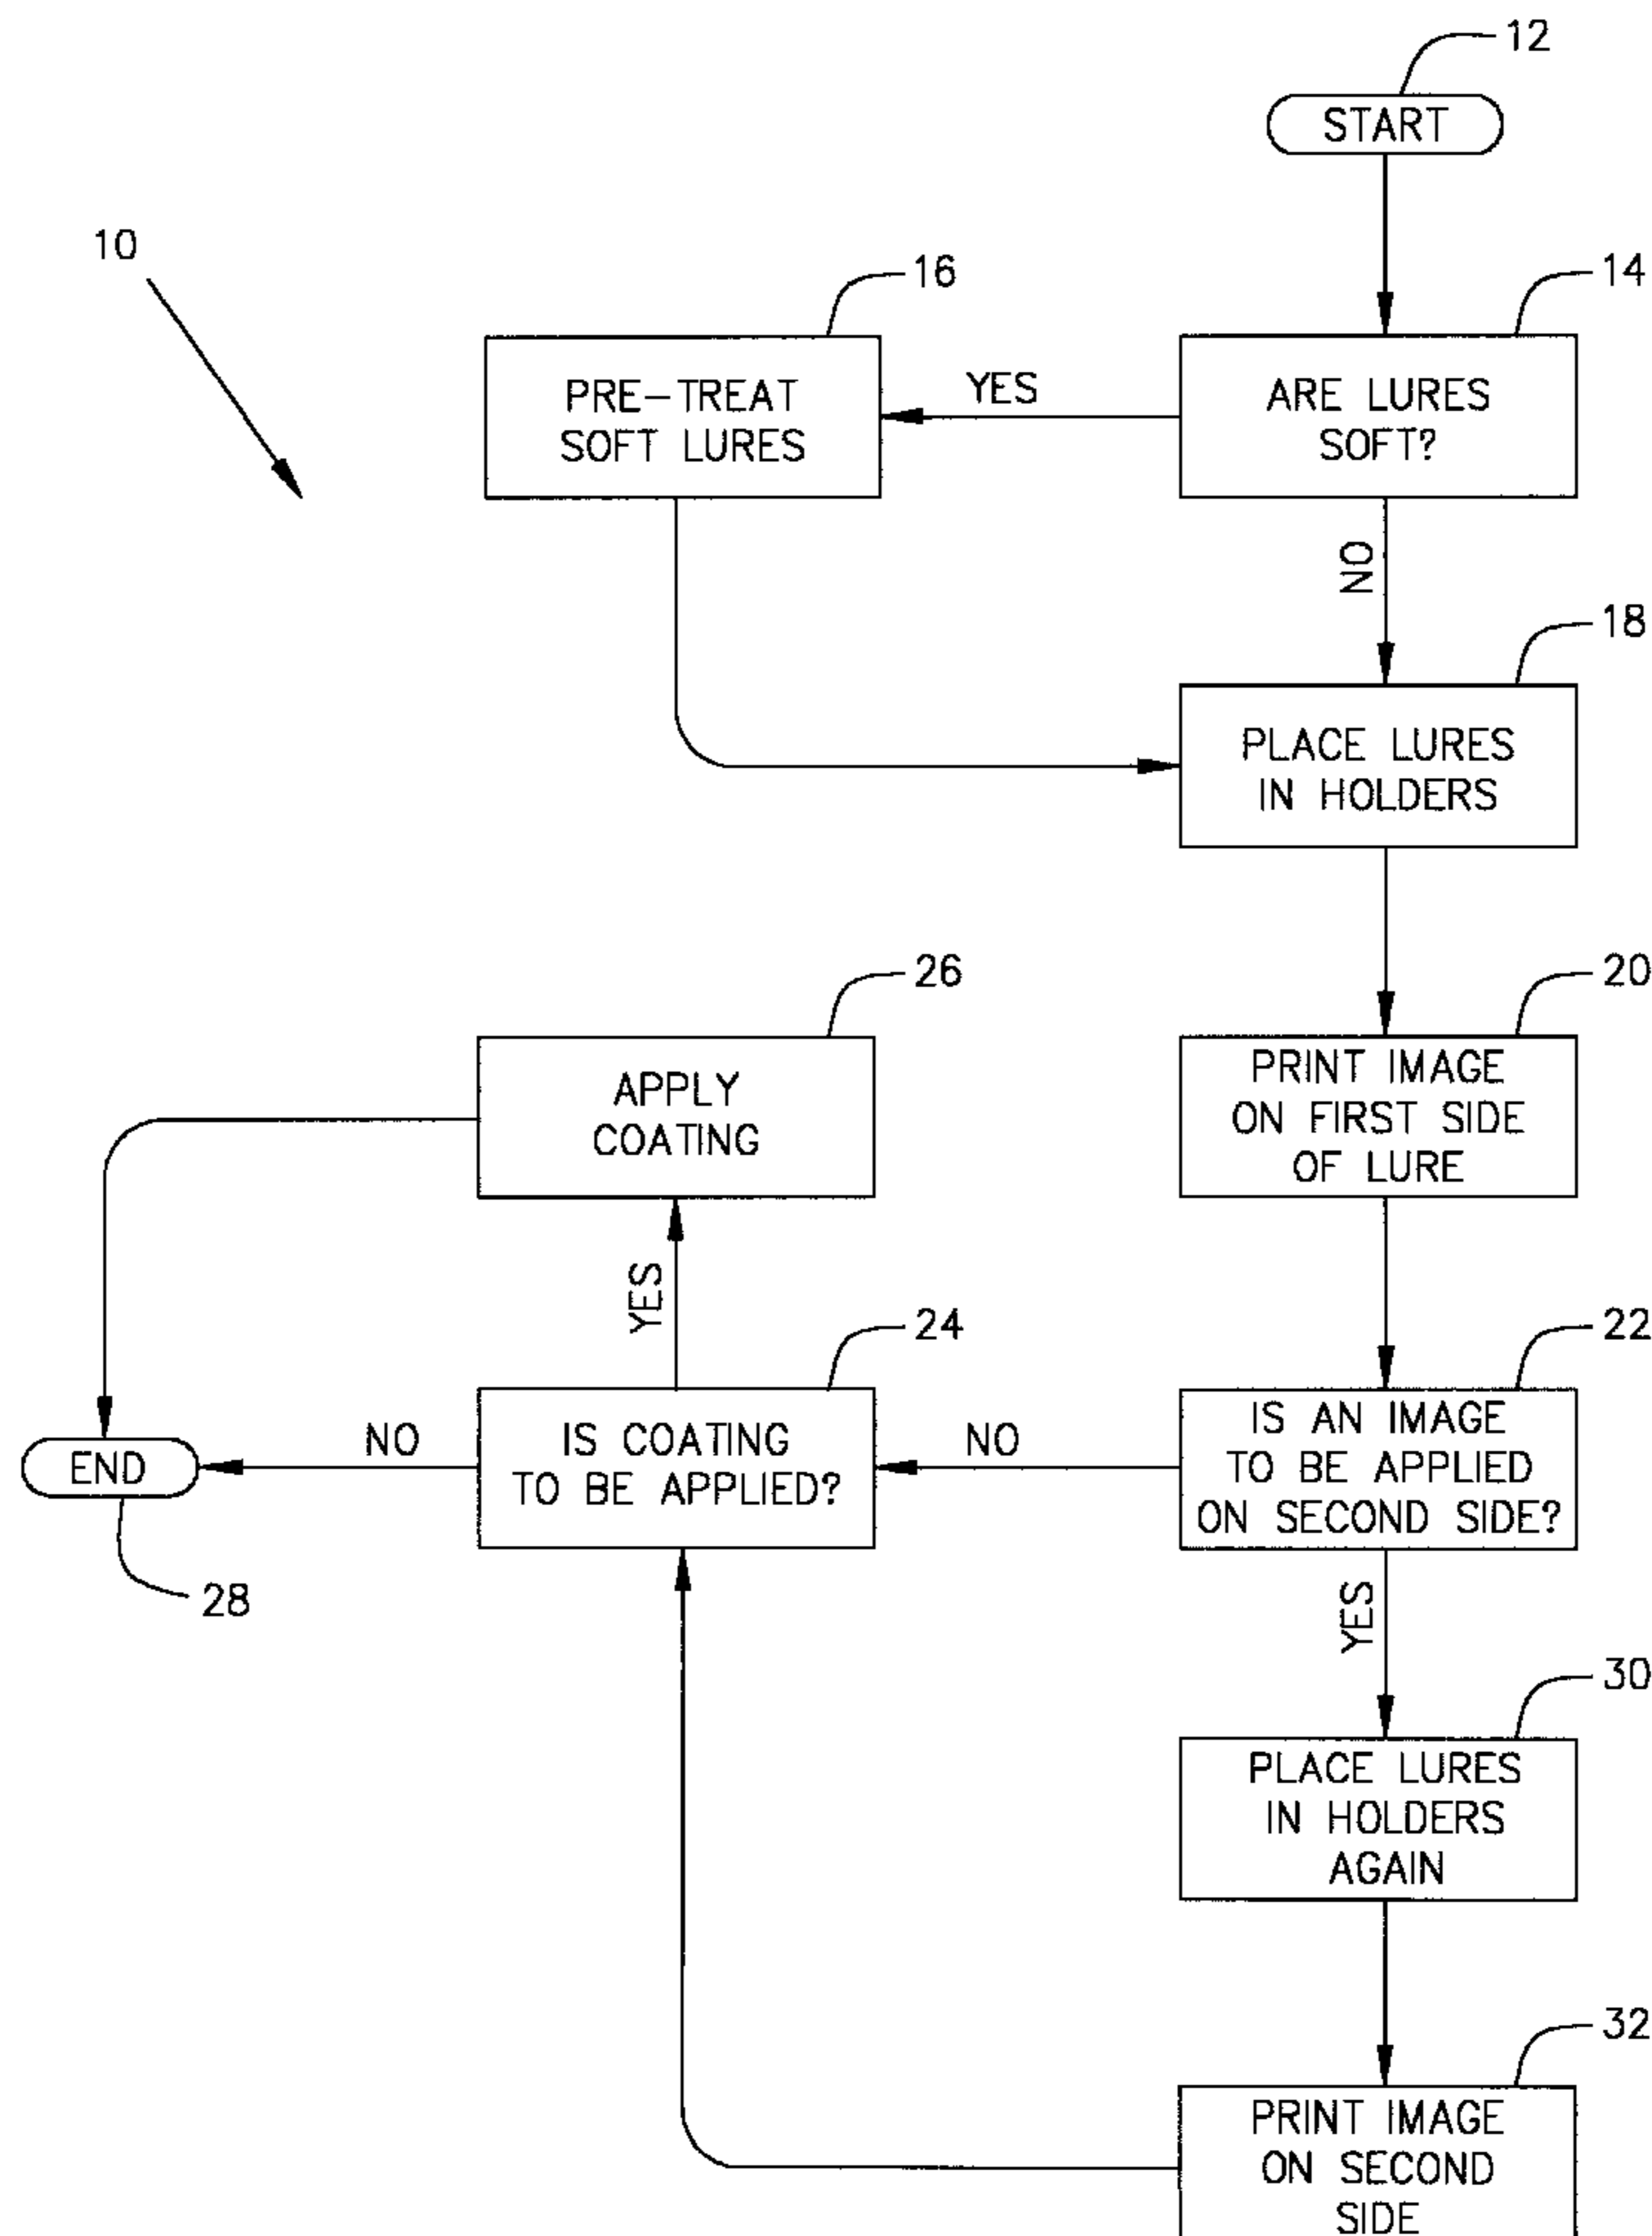 12
START
10
16
14
PRE-TREAT
SOFT LURES
YES
ARE LURES
SOFT?
NO
18
PLACE LURES
IN HOLDERS
26
20
APPLY
COATING
PRINT IMAGE
ON FIRST SIDE
OF LURE
YES
24
22
END
NO
IS COATING
TO BE APPLIED?
NO
IS AN IMAGE
TO BE APPLIED
ON SECOND SIDE?
28
YES
30
PLACE LURES
IN HOLDERS
AGAIN
32
PRINT IMAGE
ON SECOND
SIDE